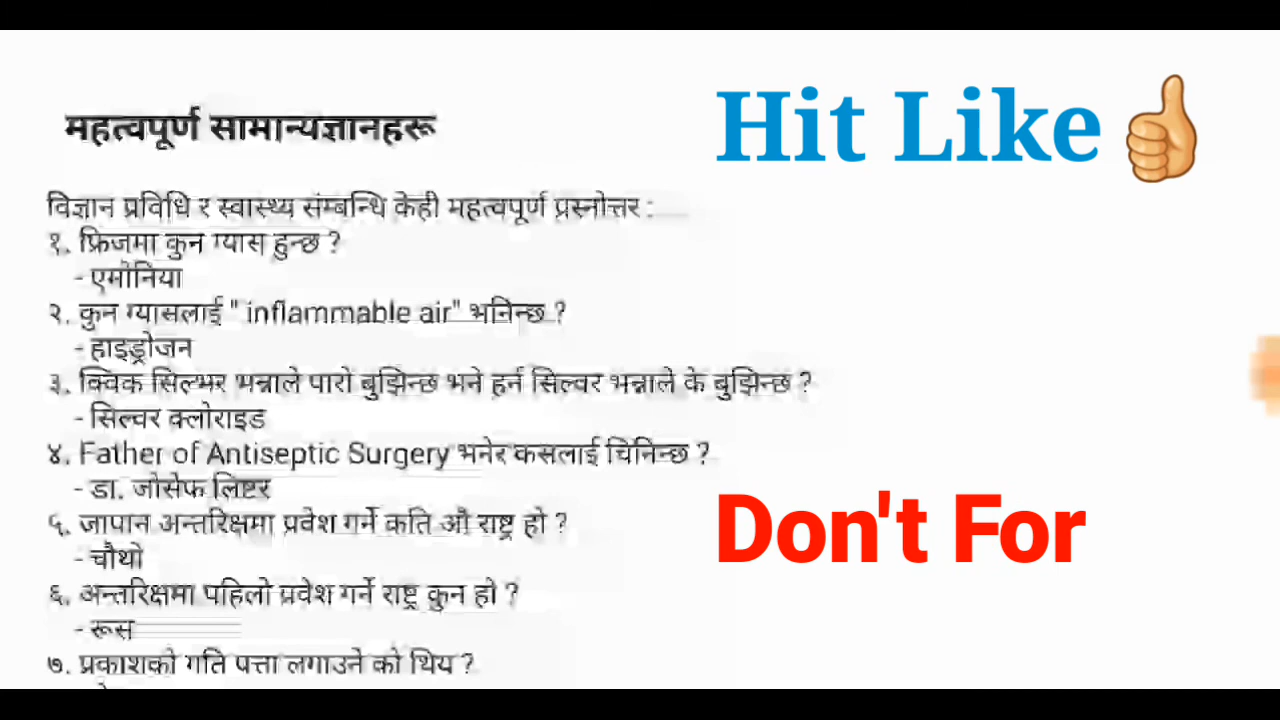 महत्वपूर्ण सामान्यज्ञानहरू
विज्ञान प्रविधि र स्वास्थ्य संम्बन्धि केही महत्वपूर्ण प्रस्नोत्तर :
१. फ्रिजमा कुन ग्यास हुन्छ ?
- एमोनिया
२. कुन ग्यासलाई " inflammable air" भनिन्छ ?
- हाइड्रोजन
३. क्विक सिल्भर भन्नाले पारो बुझिन्छ भने हर्न सिल्वर भन्नाले के बुझिन्छ ?
- सिल्वर क्लोराइड
४. Father of Antiseptic Surgery भनेर कसलाई चिनिन्छ ?
- डा. जोसेफ लिष्टर
५. जापान अन्तरिक्षमा प्रवेश गर्ने कति औ राष्ट्र हो ?
- चौथो
६. अन्तरिक्षमा पहिलो प्रवेश गर्ने राष्ट्र कुन हो ?
- रूस
७. प्रकाशको गति पत्ता लगाउने को थिय ?
Hit Like
Don't For